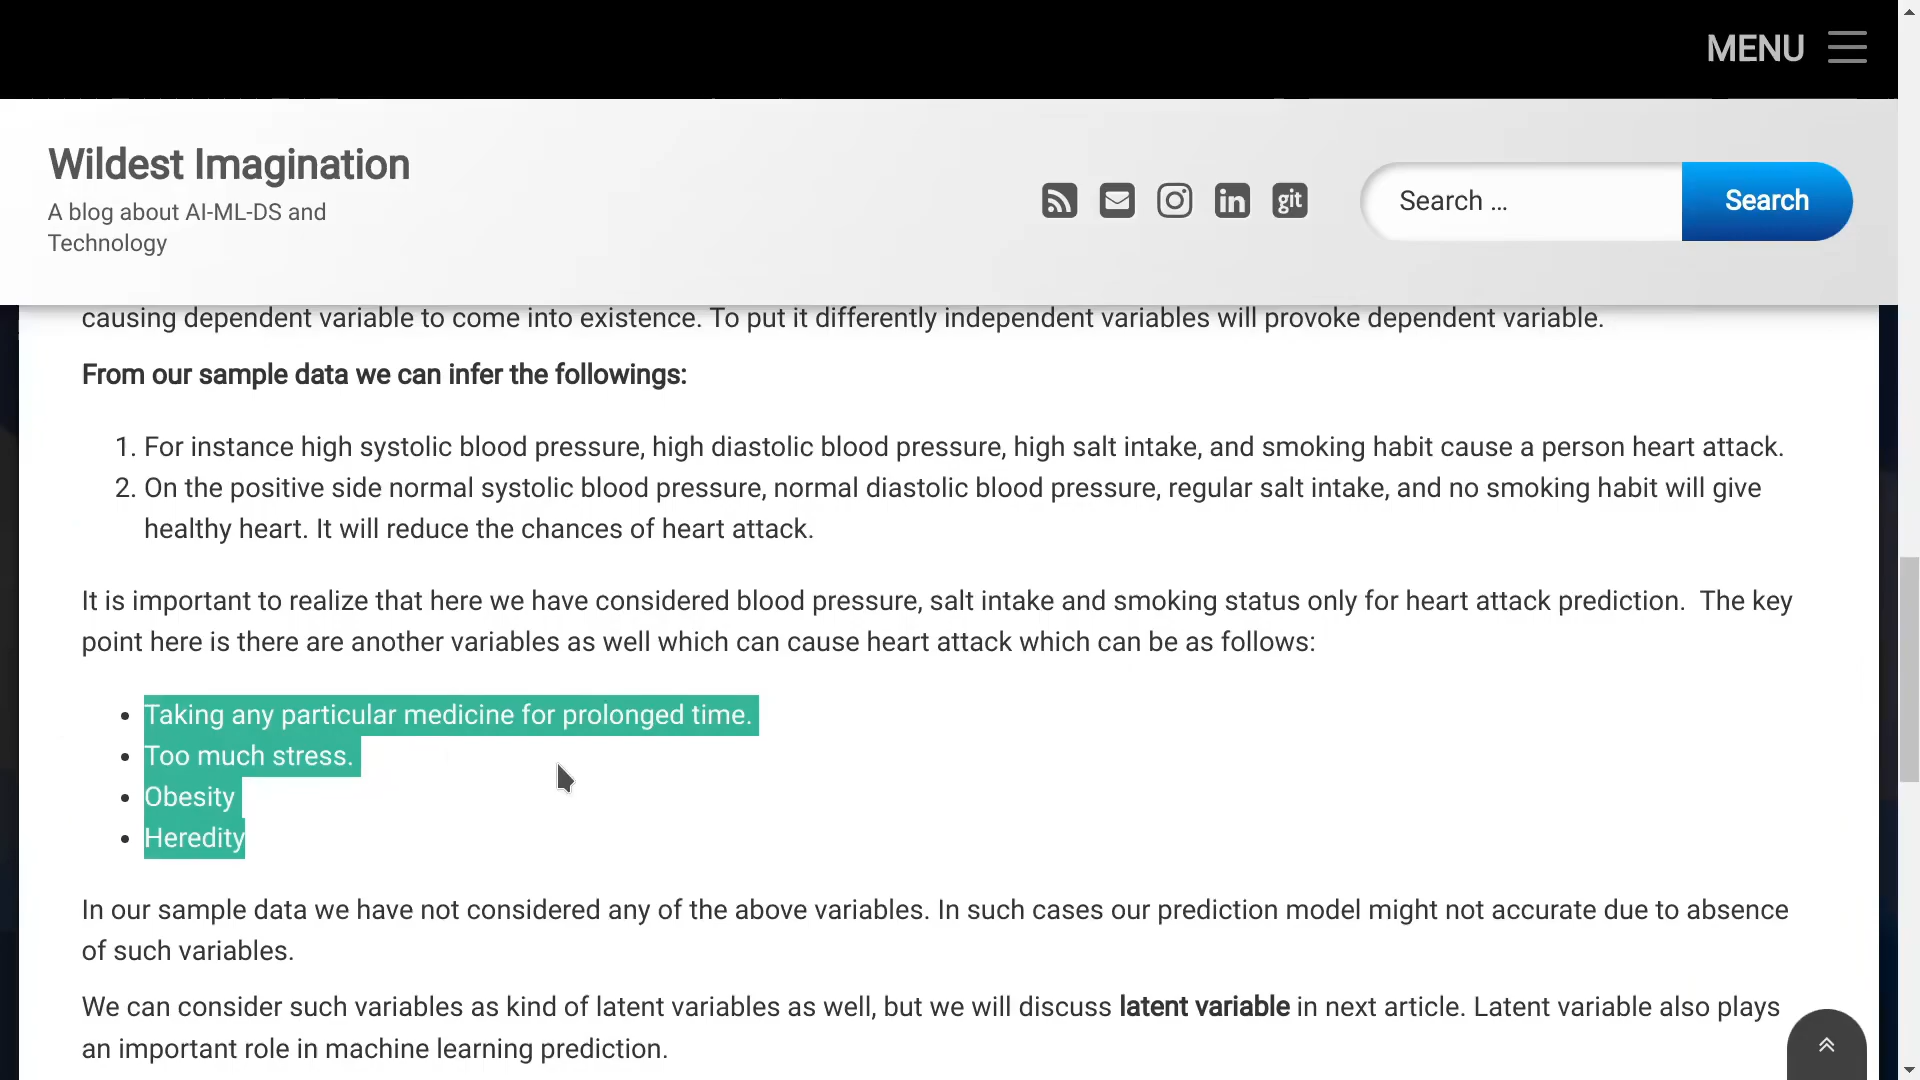 MENU
Wildest Imagination
A blog about AI-ML-DS and
Technology
git
Search ...
Search
causing dependent variable to come into existence. To put it differently independent variables will provoke dependent variable.
From our sample data we can infer the followings:
1. For instance high systolic blood pressure, high diastolic blood pressure, high salt intake, and smoking habit cause a person heart attack.
2. On the positive side normal systolic blood pressure, normal diastolic blood pressure, regular salt intake, and no smoking habit will give
healthy heart. It will reduce the chances of heart attack.
It is important to realize that here we have considered blood pressure, salt intake and smoking status only for heart attack prediction.  The key
point here is there are another variables as well which can cause heart attack which can be as follows:
• Taking any particular medicine for prolonged time.
• Too much stress.
• Obesity
• Heredity
In our sample data we have not considered any of the above variables. In such cases our prediction model might not accurate due to absence
of such variables.
We can consider such variables as kind of latent variables as well, but we will discuss latent variable in next article. Latent variable also plays
an important role in machine learning prediction.